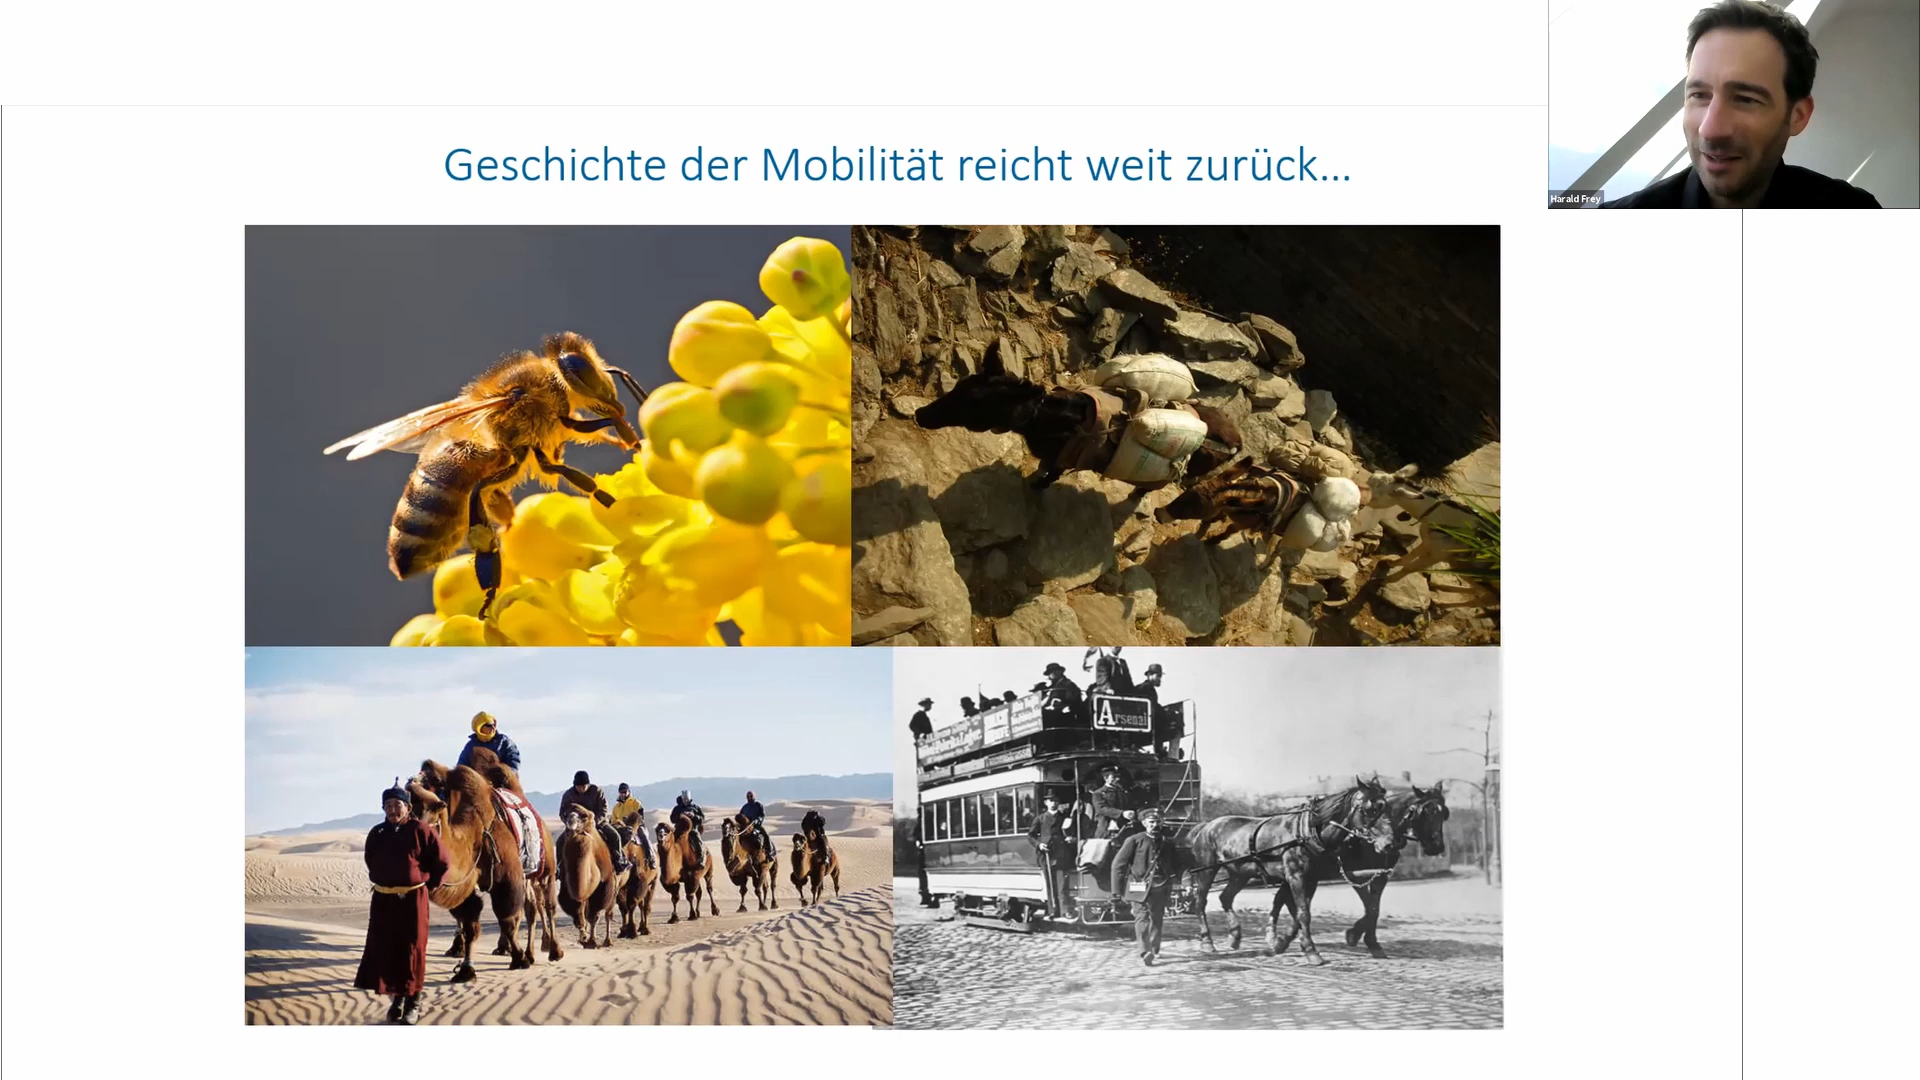 Geschichte der Mobilität reicht weit zurück...
Harald Frey
Arsenal